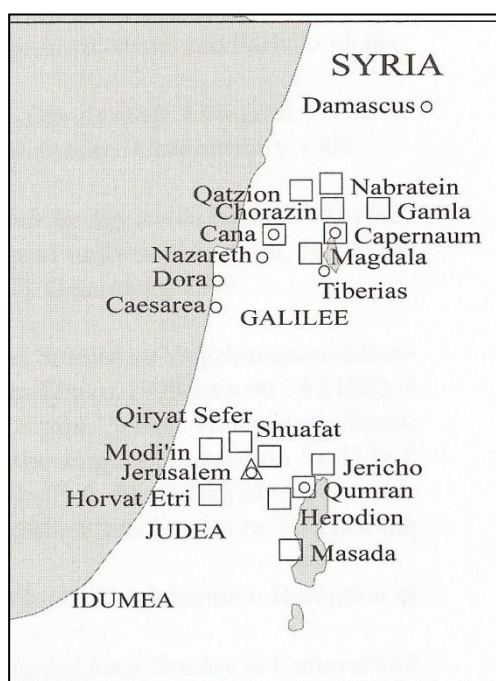 SYRIA
Damascus
Qatzion
Nabratein
Chorazin
Gamla
Cana
Capernaum
Nazareth
Magdala
Dora
Tiberias
Caesarea
GALILEE
Qiryat Sefer
Shuafat
Modi'in
Jericho
Jerusalem
Qumran
Horvat Etri
Herodion
JUDEA
Masada
IDUMEA